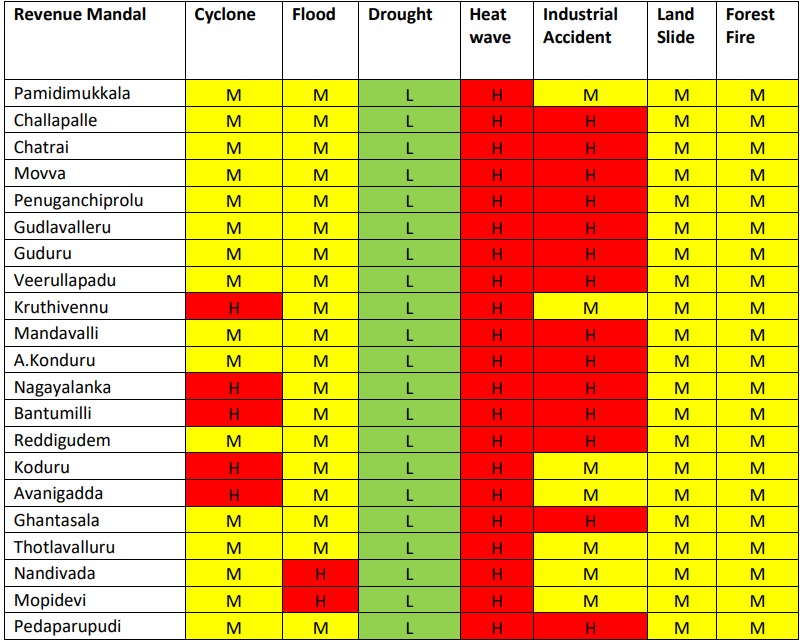 Revenue Mandal Cyclone Flood Drought Heat wave Industrial Accident Land Slide Forest Fire
Pamidimukkala M M L H M M M
Challapalle M M L H H M M
Chatrai M M L H H M M
Movva M M L H H M M
Penuganchiprolu M M L H H M M
Gudlavalleru M M L H H M M
Guduru M M L H H M M
Veerullapadu M M L H H M M
Kruthivennu H M L H M M M
Mandavalli M M L H H M M
A.Konduru M M L H H M M
Nagayalanka H M L H H M M
Bantumilli H M L H H M M
Reddigudem M M L H H M M
Koduru H M L H M M M
Avanigadda H M L H M M M
Ghantasala M M L H H M M
Thotlavalluru M M L H M M M
Nandivada M H L H M M M
Mopidevi M H L H M M M
Pedaparupudi M M L H H M M